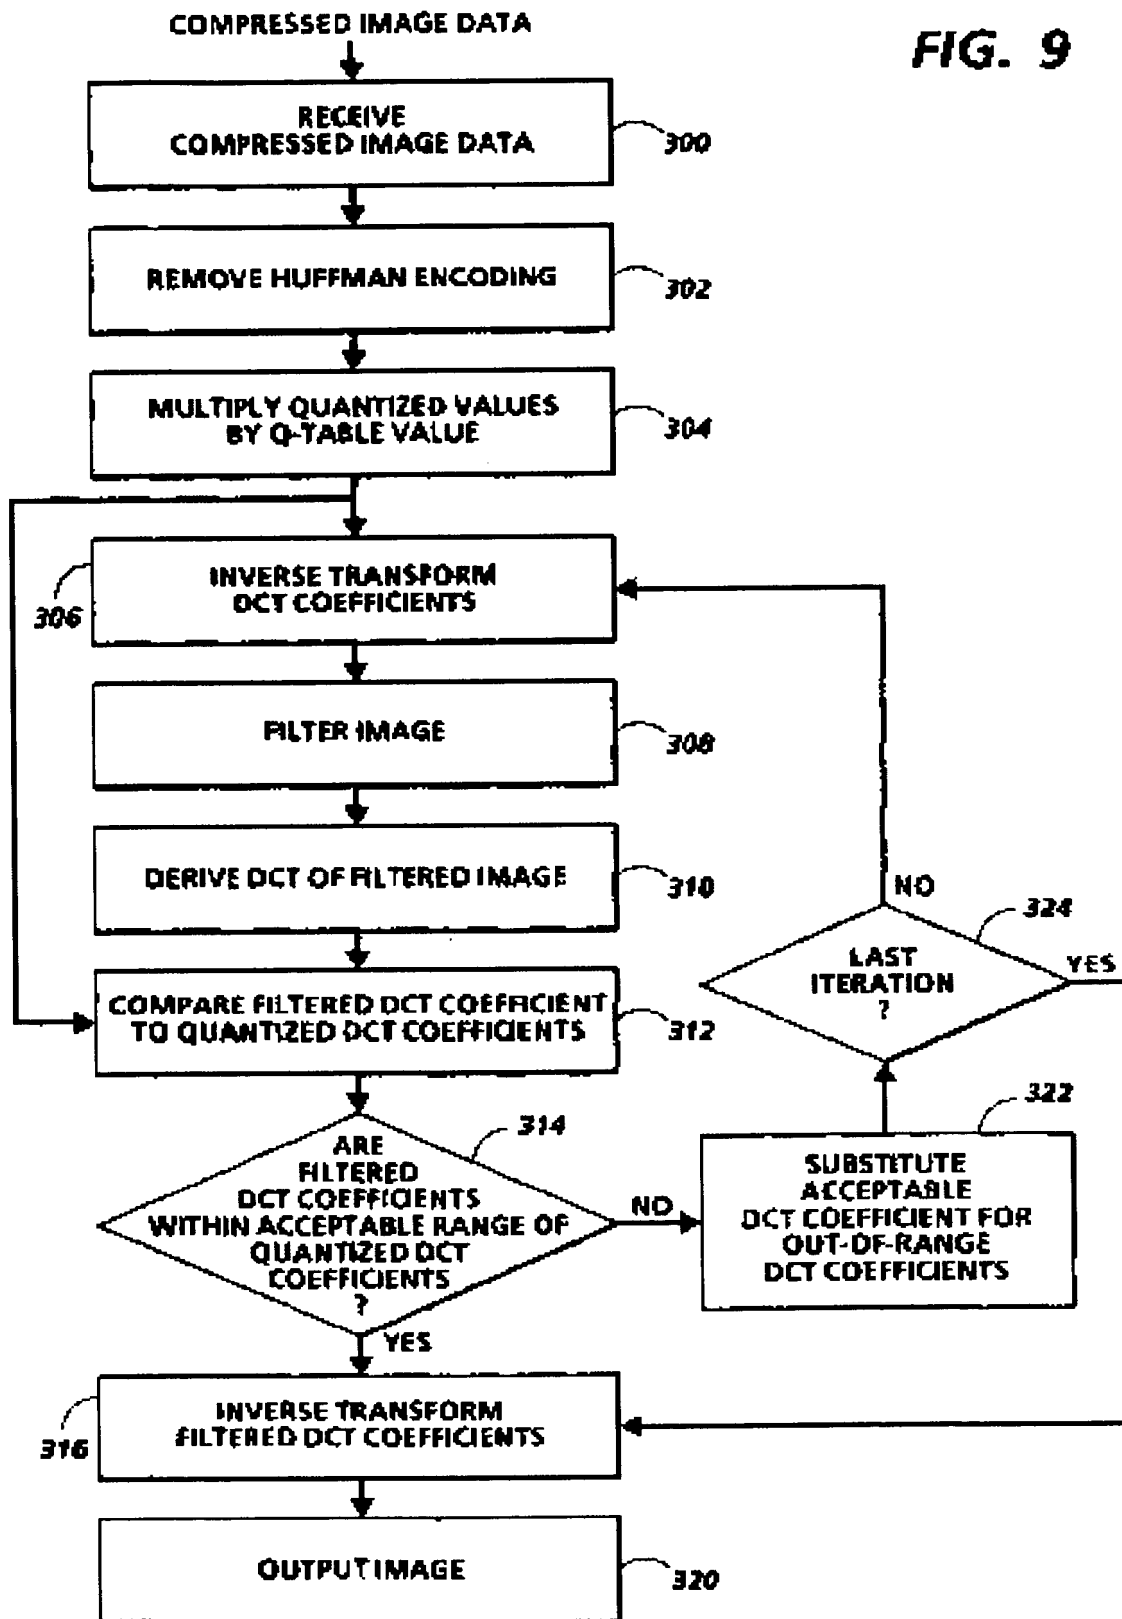 COMPRESSED IMAGE DATA
FIG. 9
RECEIVE
COMPRESSED IMAGE DATA
300
REMOVE HUFFMAN ENCODING
302
MULTIPLY QUANTIZED VALUES
BY Q-TABLE VALUE
304
INVERSE TRANSFORM
DCT COEFFICIENTS
306
FILTER IMAGE
308
DERIVE DCT OF FILTERED IMAGE
310
COMPARE FILTERED DCT COEFFICIENT
TO QUANTIZED DCT COEFFICIENTS
312
ARE
FILTERED
DCT COEFFICIENTS
WITHIN ACCEPTABLE RANGE OF
QUANTIZED DCT
COEFFICIENTS
?
314
NO
YES
SUBSTITUTE
ACCEPTABLE
DCT COEFFICIENT FOR
OUT-OF-RANGE
DCT COEFFICIENTS
322
LAST
ITERATION
?
324
NO
YES
INVERSE TRANSFORM
FILTERED DCT COEFFICIENTS
316
OUTPUT IMAGE
320